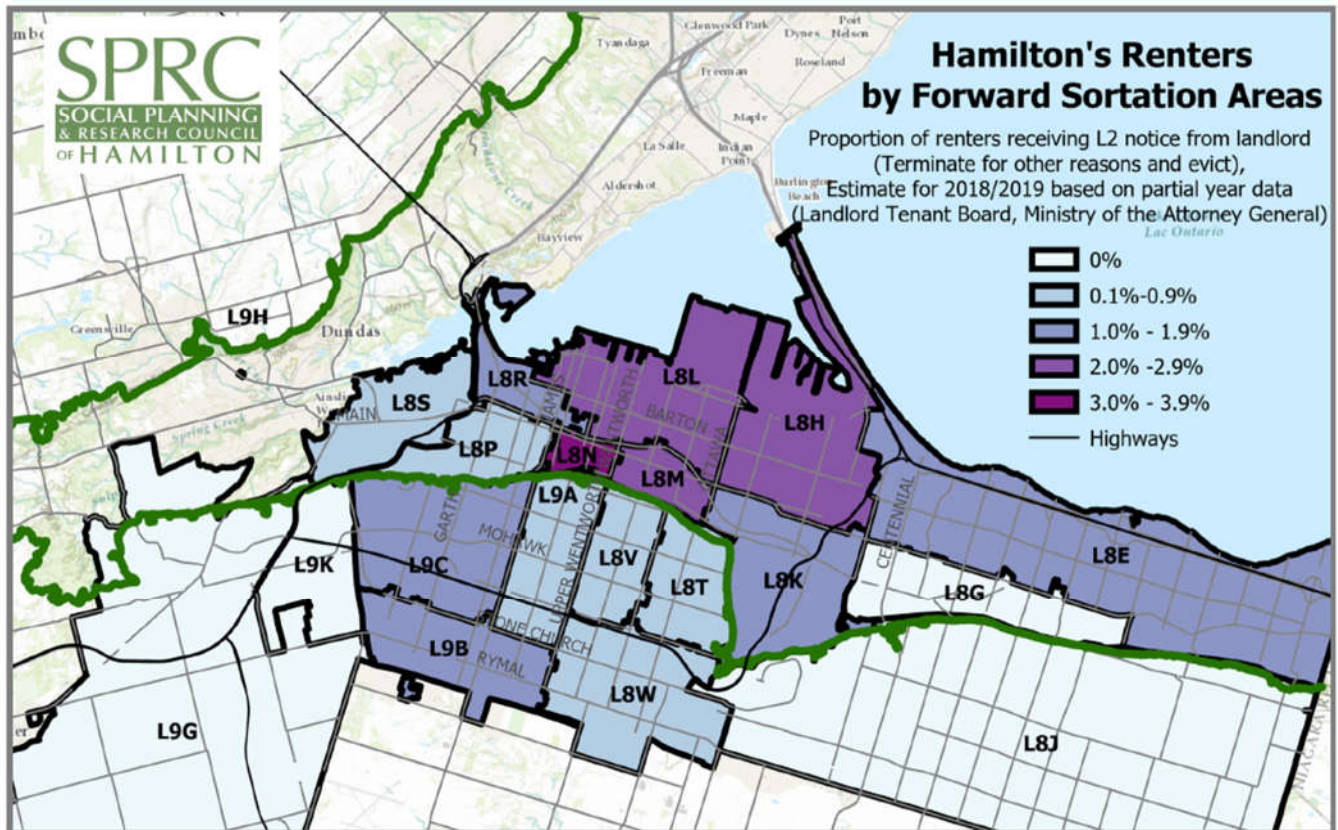 SPRC
SOCIAL PLANNING
& RESEARCH COUNCIL
OF HAMILTON
Hamilton's Renters
by Forward Sortation Areas
Proportion of renters receiving L2 notice from landlord
(Terminate for other reasons and evict),
Estimate for 2018/2019 based on partial year data
(Landlord Tenant Board, Ministry of the Attorney General)
Lac Ontario
0%
0.1%-0.9%
1.0% - 1.9%
2.0% -2.9%
3.0% - 3.9%
Highways
Glenwood Park
Port
Nelson
Dynes
Tyandaga
Roseland
Freeman
Maple
La Salle
Indian
Point
Aldershot
Burlington
Beach
Bayview
L9H
Greensville
Dundas
Spring Creek
MAIN
L8S
L8R
JAMES
L8L
BARTON
L8H
L8P
L8N
L8M
L9A
GARTH
MOHAWK
L9C
L9K
UPPER WENTWORTH
L8V
L8T
L8K
CENTENNIAL
L8E
L8G
L9B
RYMAL
L8W
L9G
L8J